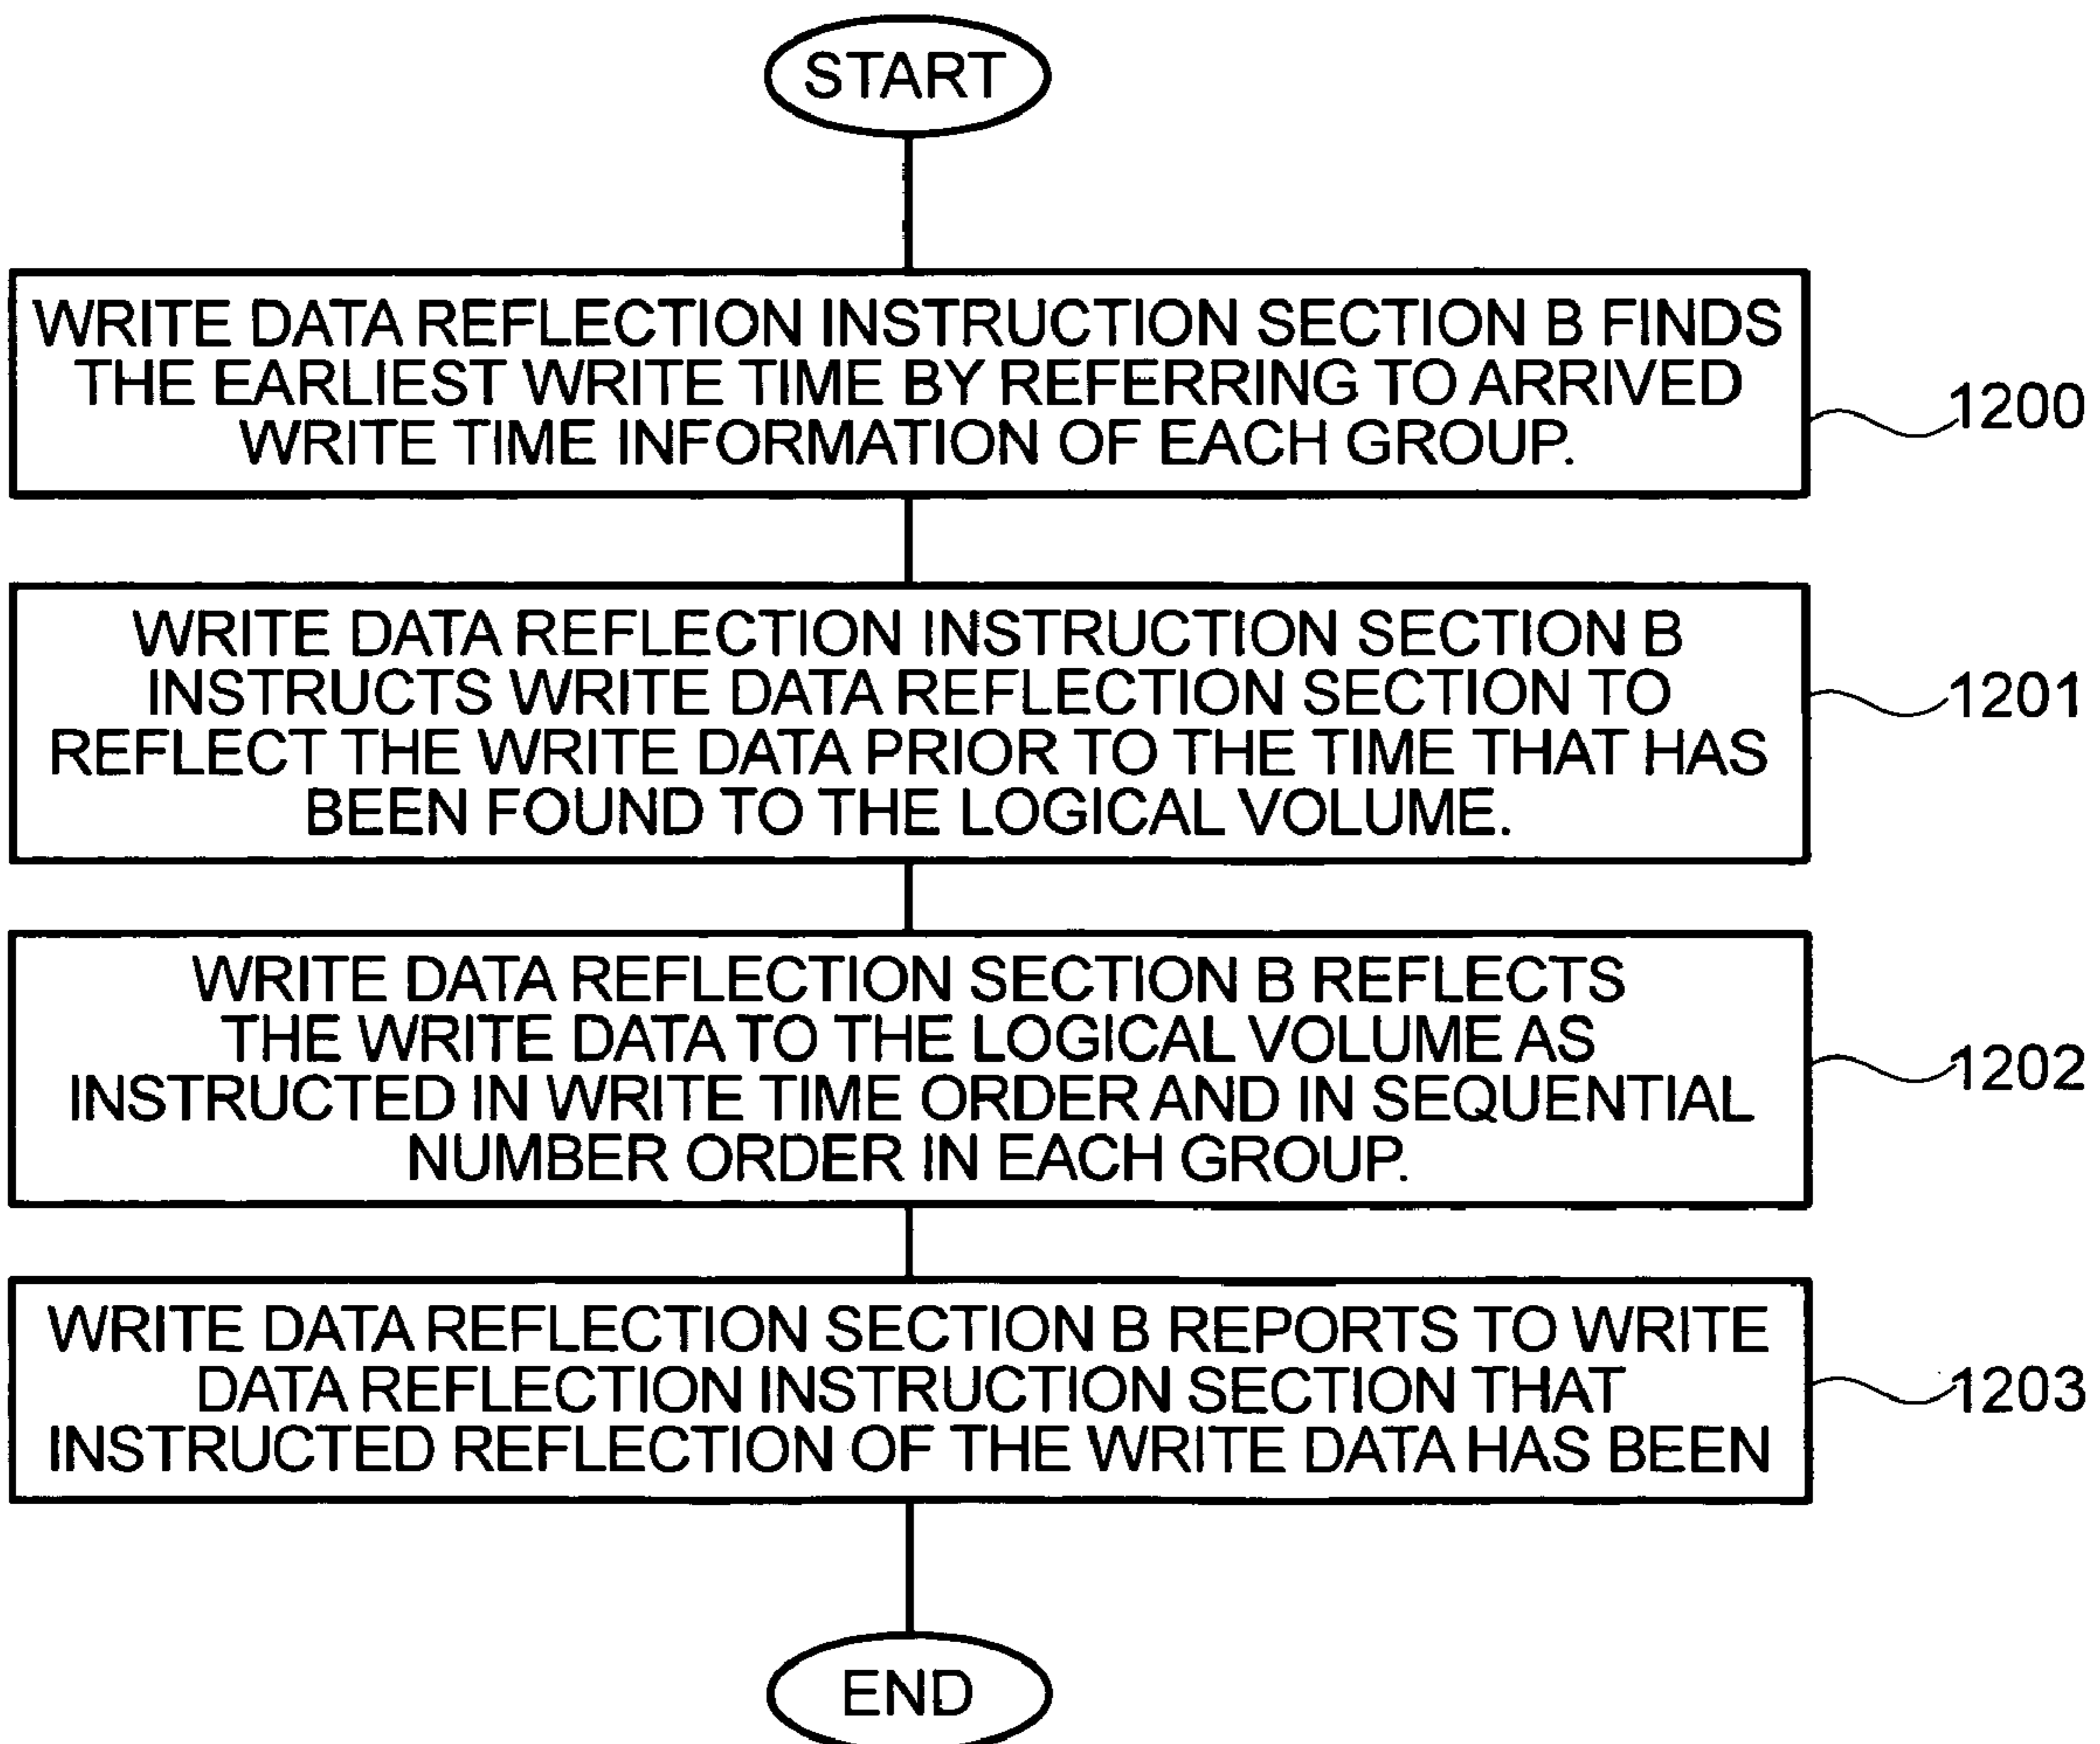 START
WRITE DATA REFLECTION INSTRUCTION SECTION B FINDS
THE EARLIEST WRITE TIME BY REFERRING TO ARRIVED
WRITE TIME INFORMATION OF EACH GROUP.
1200
WRITE DATA REFLECTION INSTRUCTION SECTION B
INSTRUCTS WRITE DATA REFLECTION SECTION TO
REFLECT THE WRITE DATA PRIOR TO THE TIME THAT HAS
BEEN FOUND TO THE LOGICAL VOLUME.
1201
WRITE DATA REFLECTION SECTION B REFLECTS
THE WRITE DATA TO THE LOGICAL VOLUME AS
INSTRUCTED IN WRITE TIME ORDER AND IN SEQUENTIAL
NUMBER ORDER IN EACH GROUP.
1202
WRITE DATA REFLECTION SECTION B REPORTS TO WRITE
DATA REFLECTION INSTRUCTION SECTION THAT
INSTRUCTED REFLECTION OF THE WRITE DATA HAS BEEN
1203
END